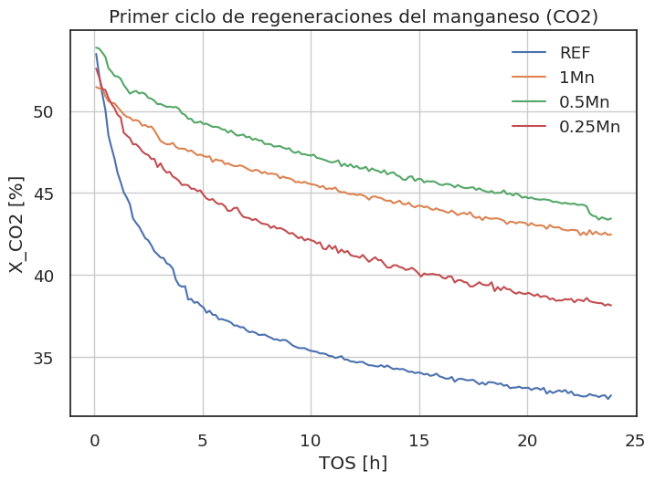 Primer ciclo de regeneraciones del manganeso (CO2)
REF
1Mn
0.5Mn
0.25Mn
50
45
40
35
X_CO2 [%]
0 5 10 15 20 25
TOS [h]